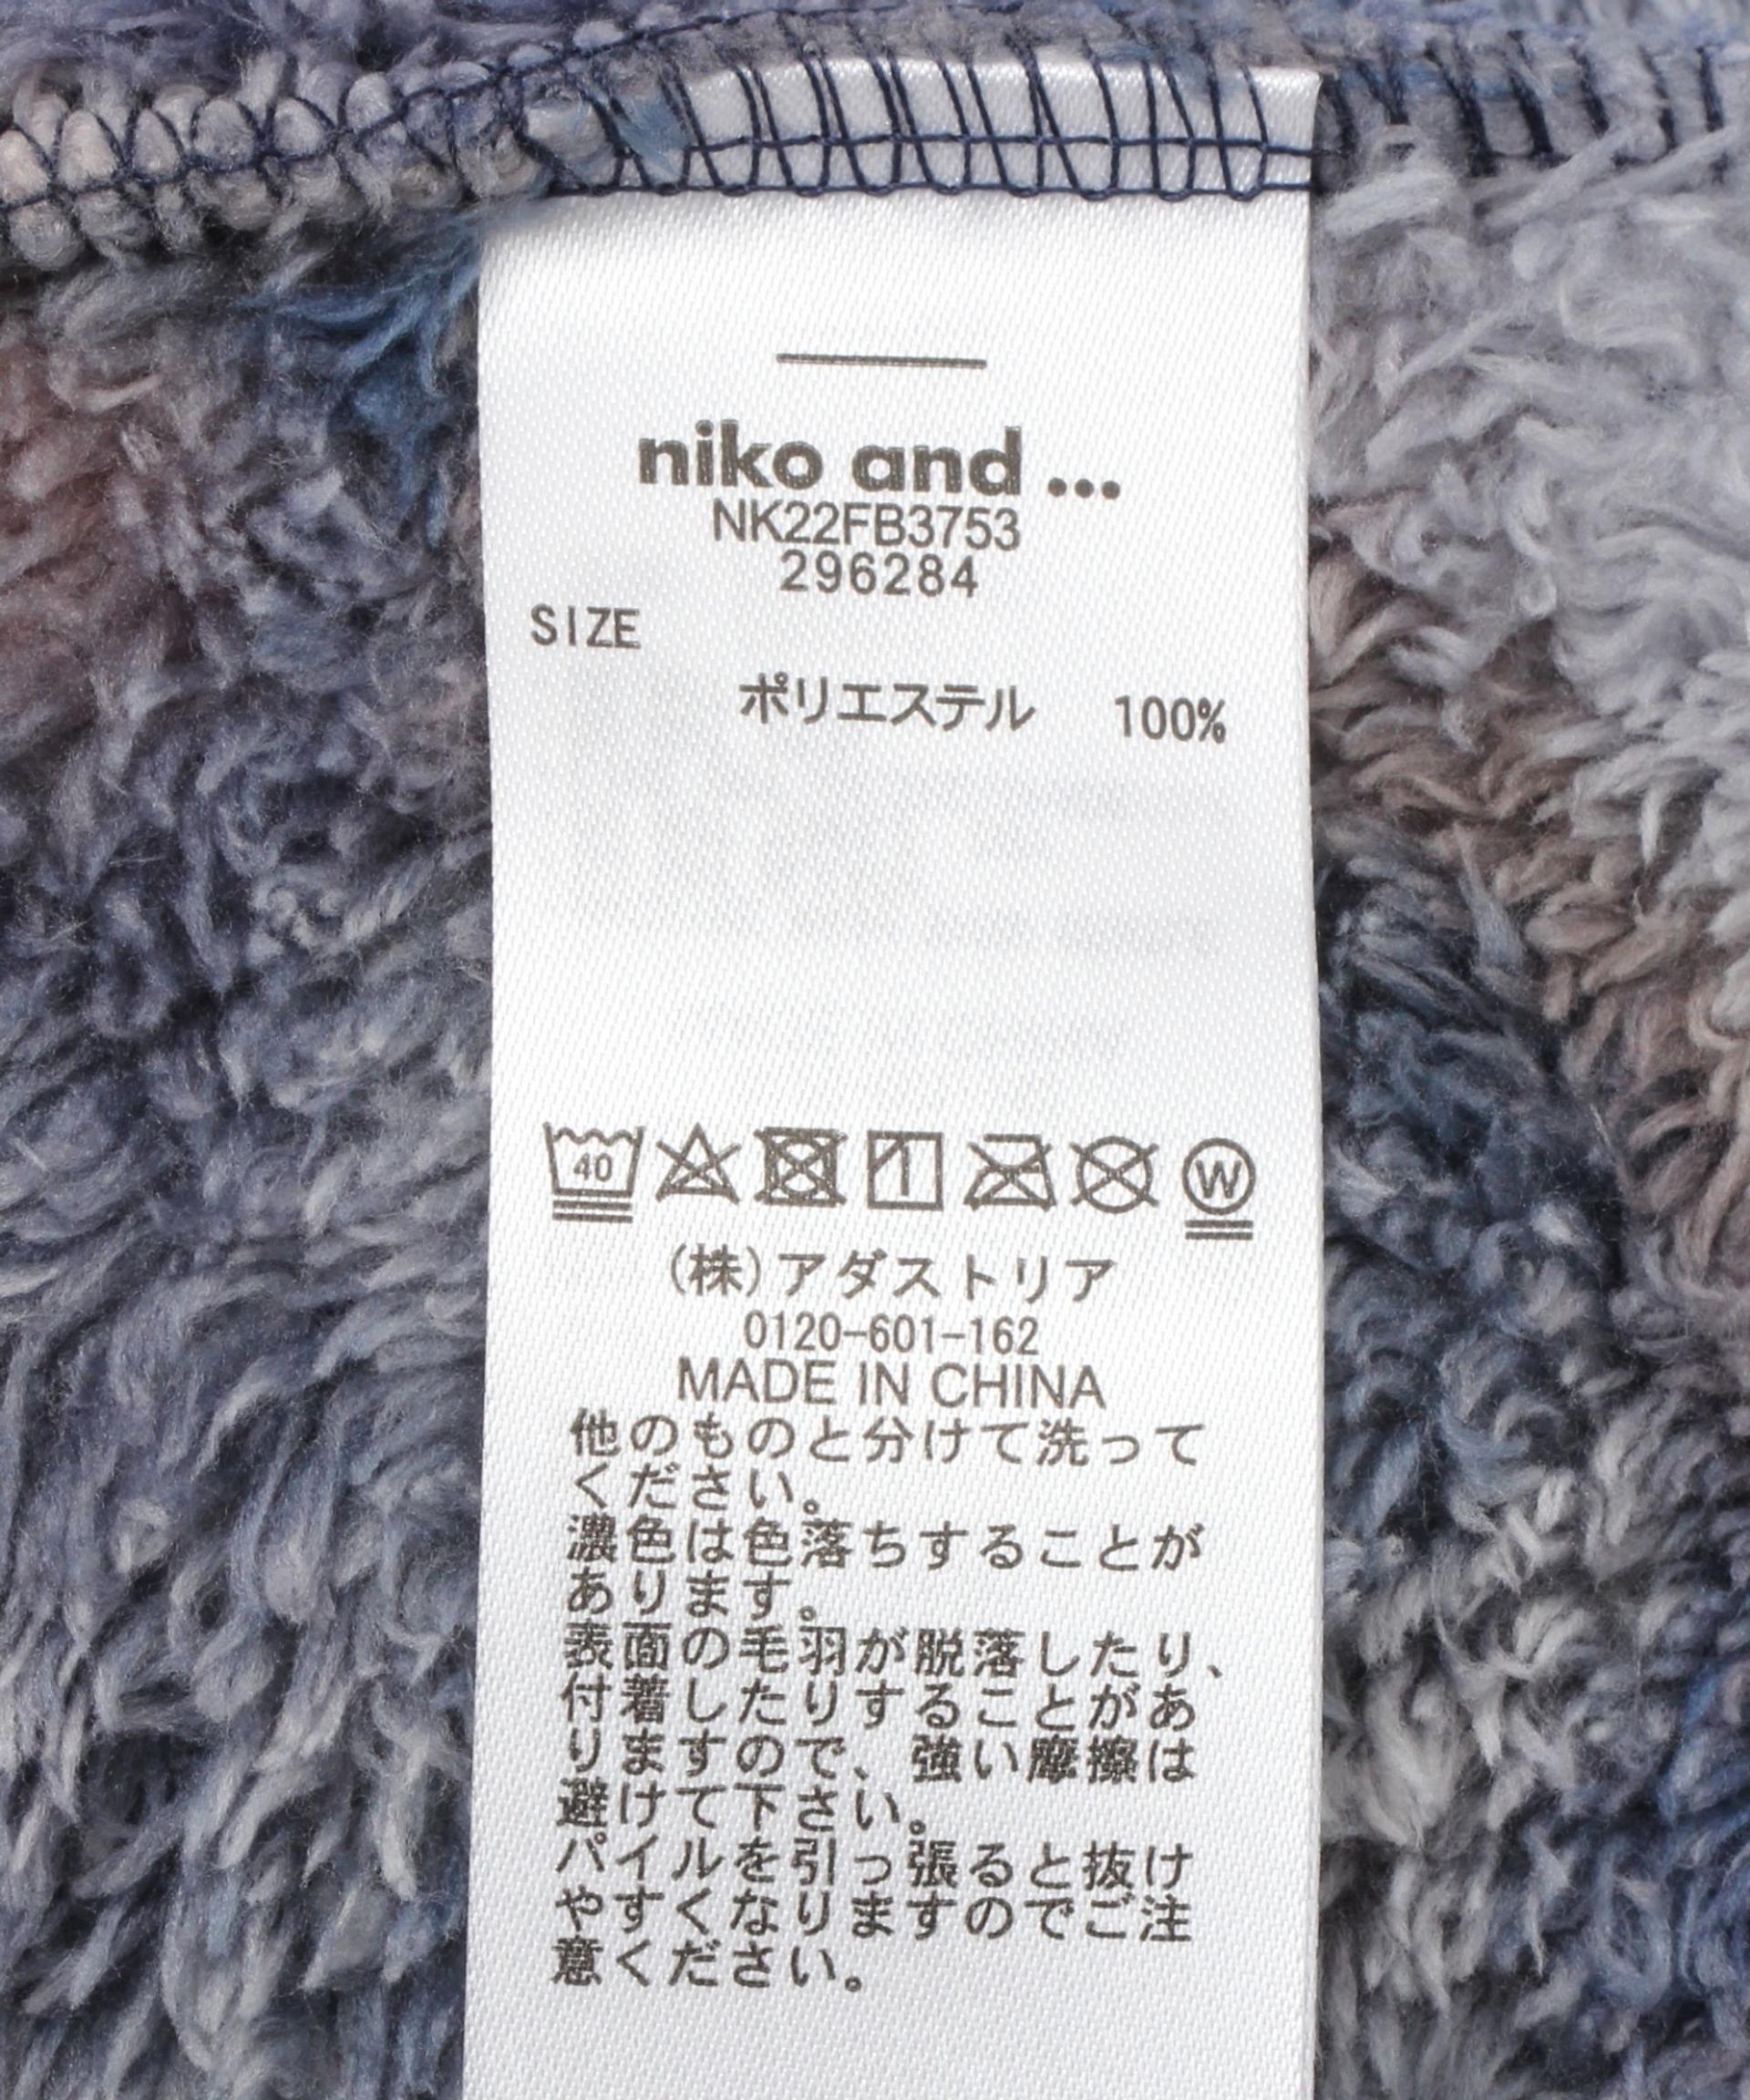 niko and ...
NK22FB3753
296284
SIZE
ポリエステル 100%
40
W
(株)アダストリア
0120-601-162
MADE IN CHINA
他のものと分けて洗って
ください。
濃色は色落ちすることが
あります。
表面の毛羽が脱落したり、
付着したりすることがあ
りますので、強い摩擦は
避けて下さい。
パイルを引っ張ると抜け
やすくなりますのでご注
意ください。